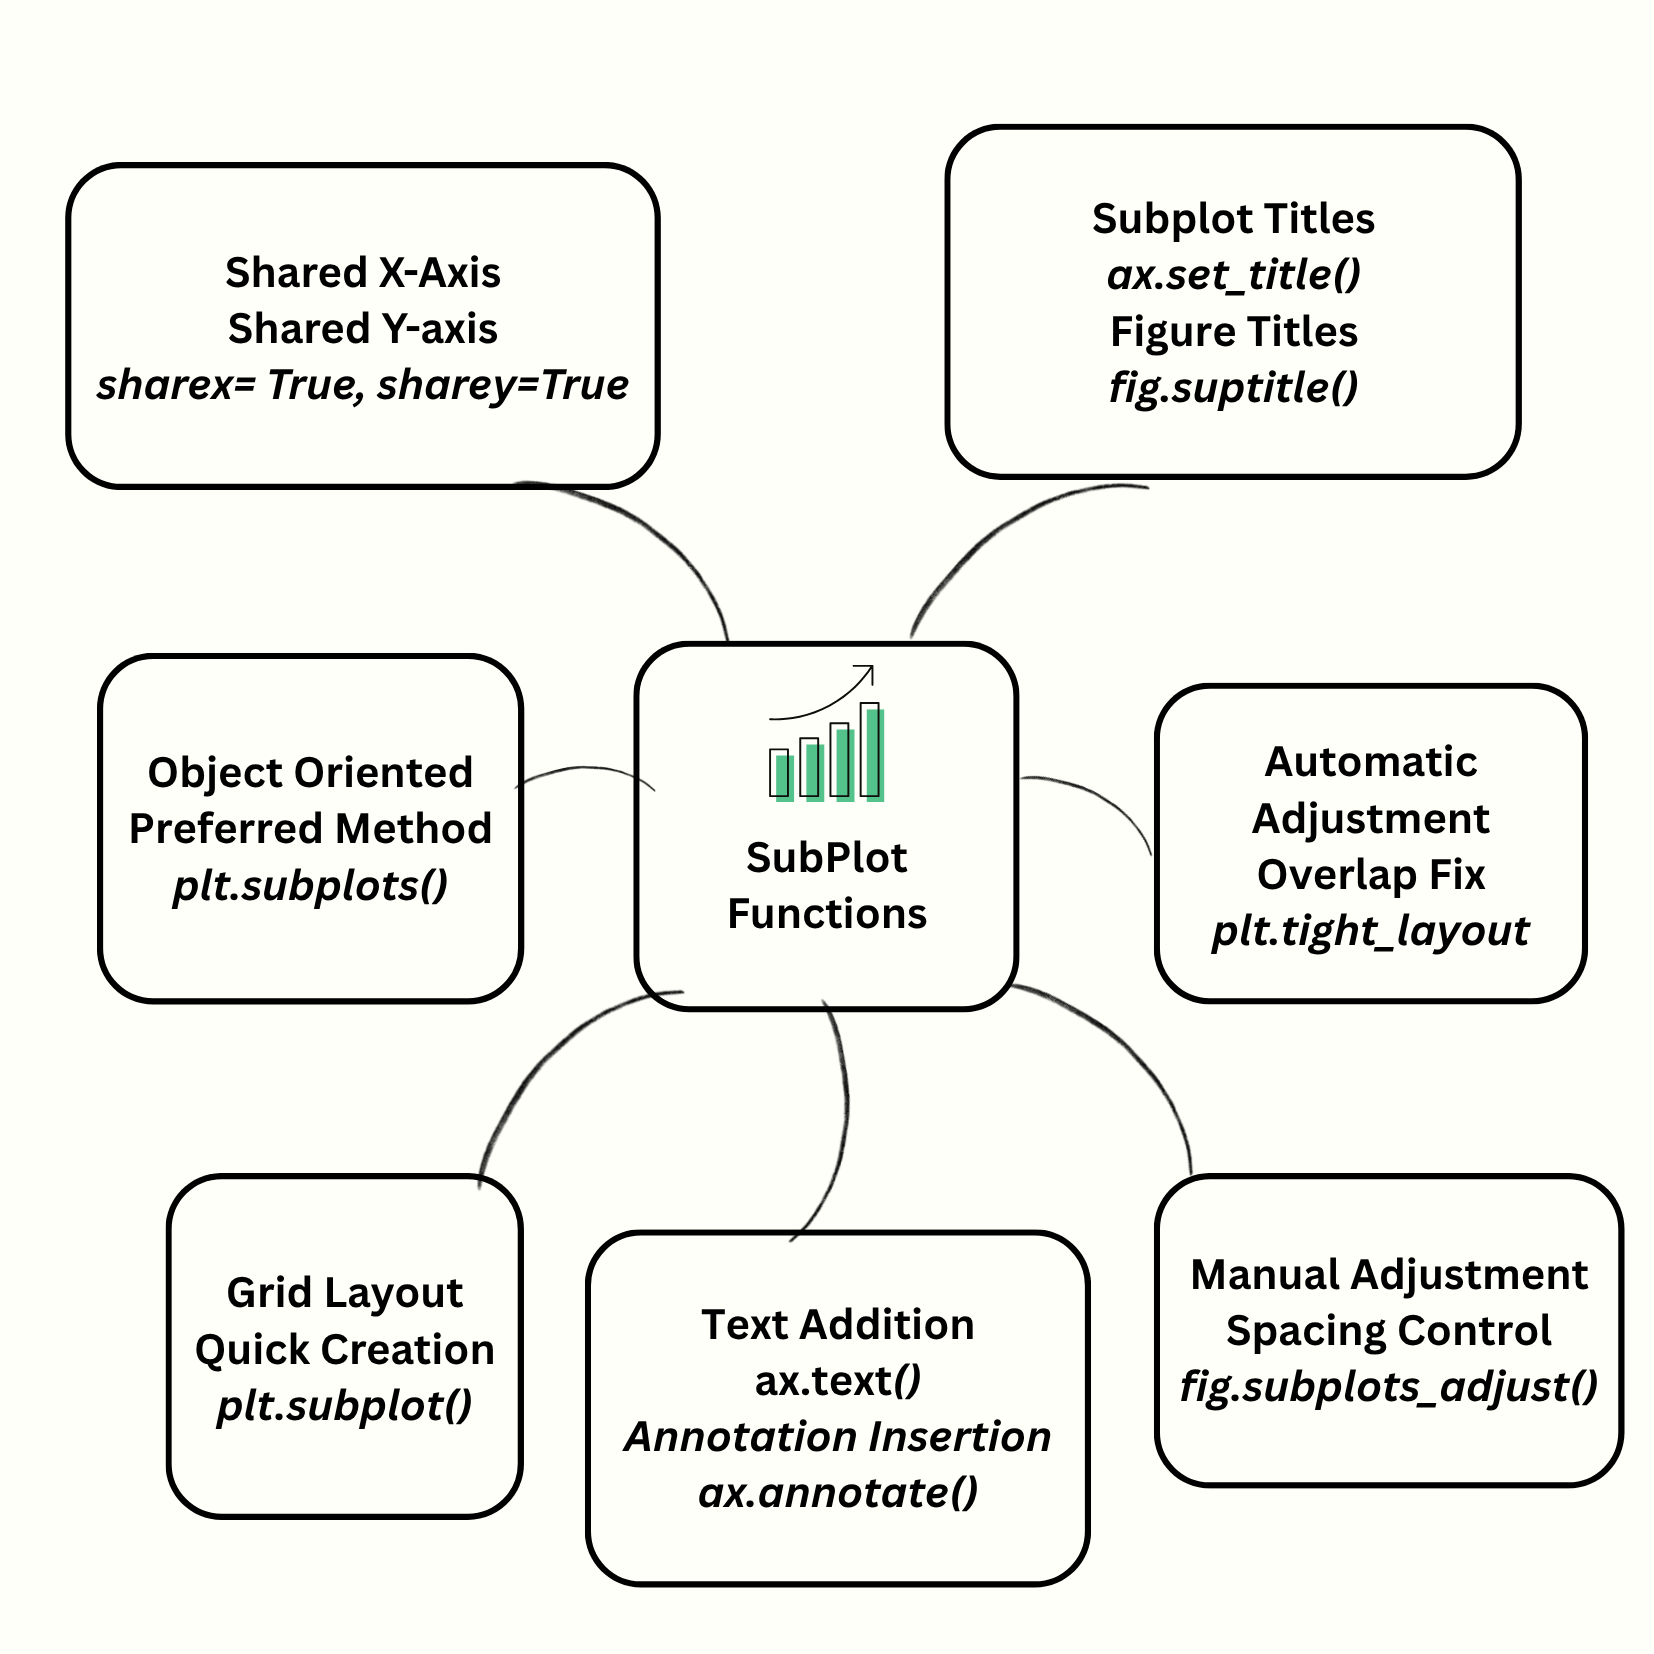 Shared X-Axis
Shared Y-axis
sharex= True, sharey=True
Subplot Titles
ax.set_title()
Figure Titles
fig.suptitle()
Object Oriented
Preferred Method
plt.subplots()
SubPlot
Functions
Automatic
Adjustment
Overlap Fix
plt.tight_layout
Grid Layout
Quick Creation
plt.subplot()
Text Addition
ax.text()
Annotation Insertion
ax.annotate()
Manual Adjustment
Spacing Control
fig.subplots_adjust()